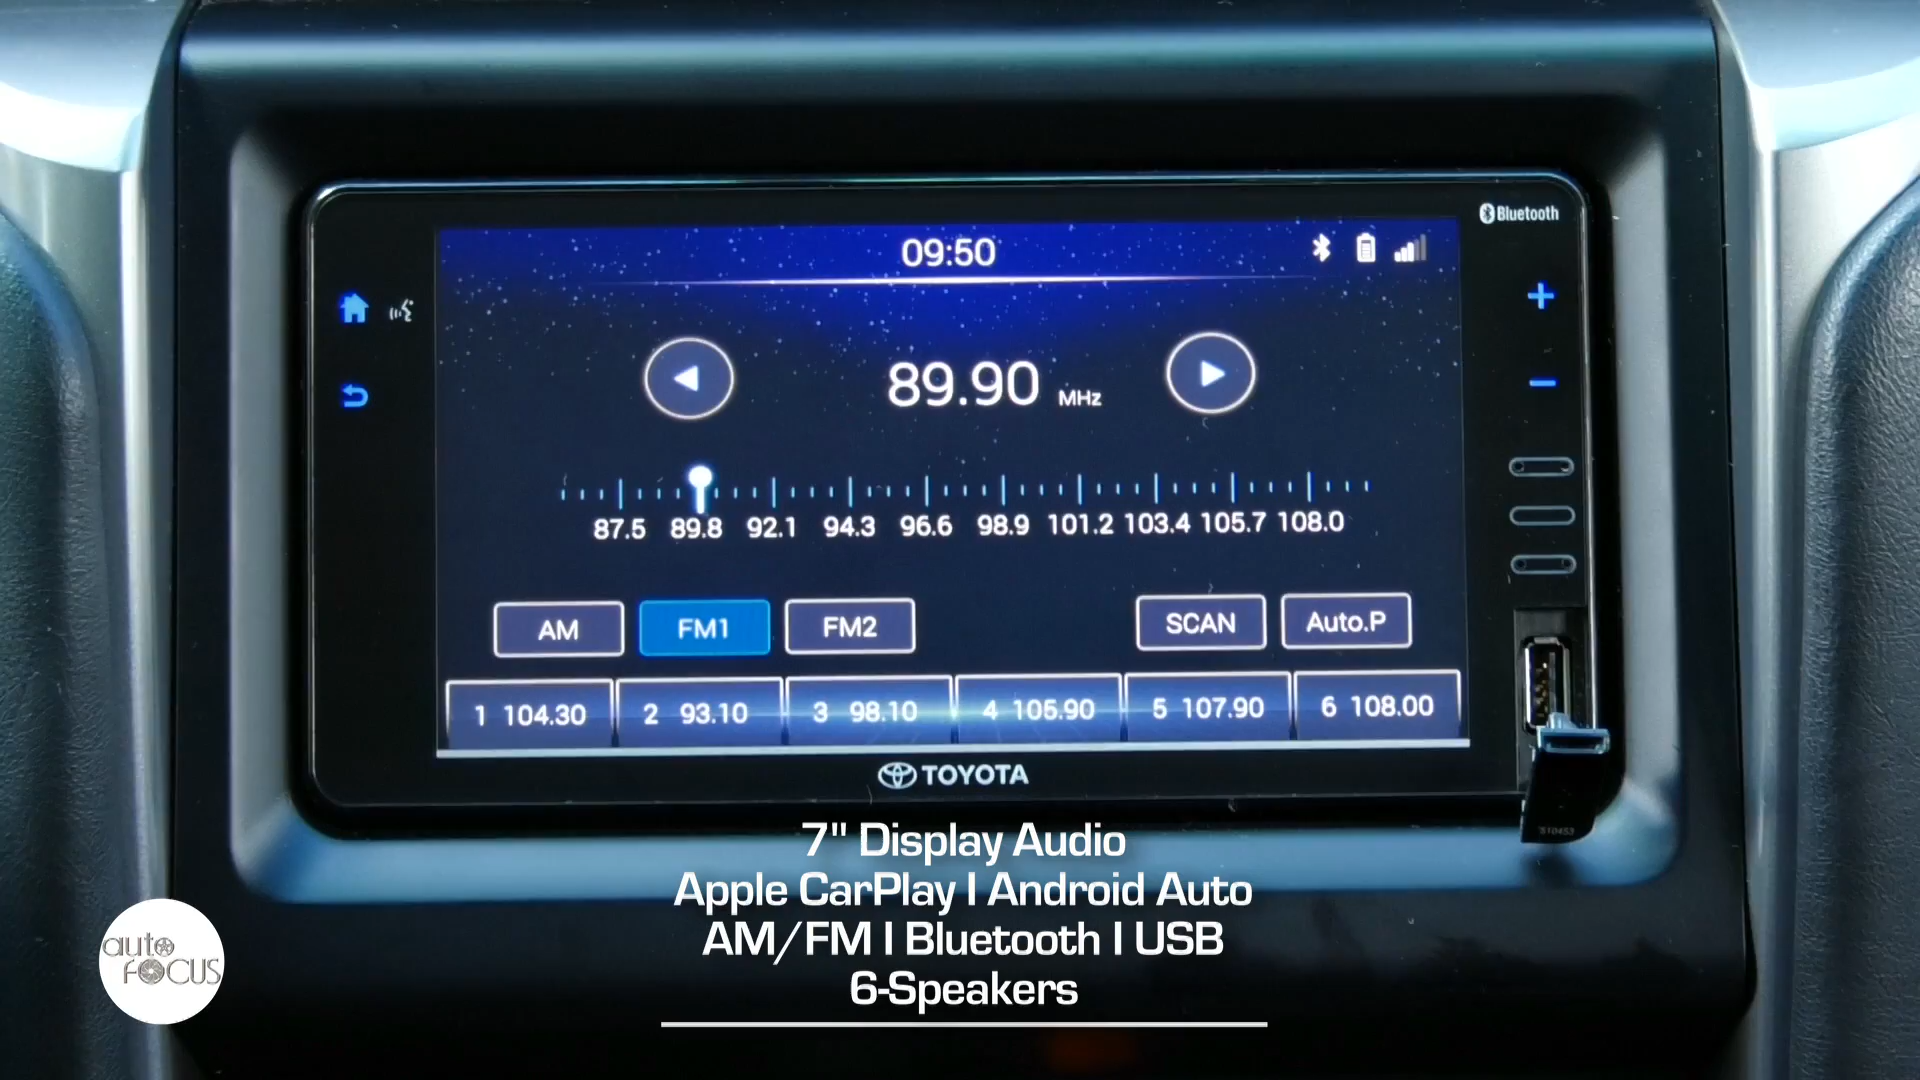 Bluetooth
09:50
89.90 MHz
87.5 89.8 92.1 94.3 96.6 98.9 101.2 103.4 105.7 108.0
AM FM1 FM2 SCAN Auto.P
1 104.30 2 93.10 3 98.10 4 105.90 5 107.90 6 108.00
TOYOTA
510453
7" Display Audio
Apple CarPlay | Android Auto
AM/FM | Bluetooth | USB
6-Speakers
auto
FOCUS